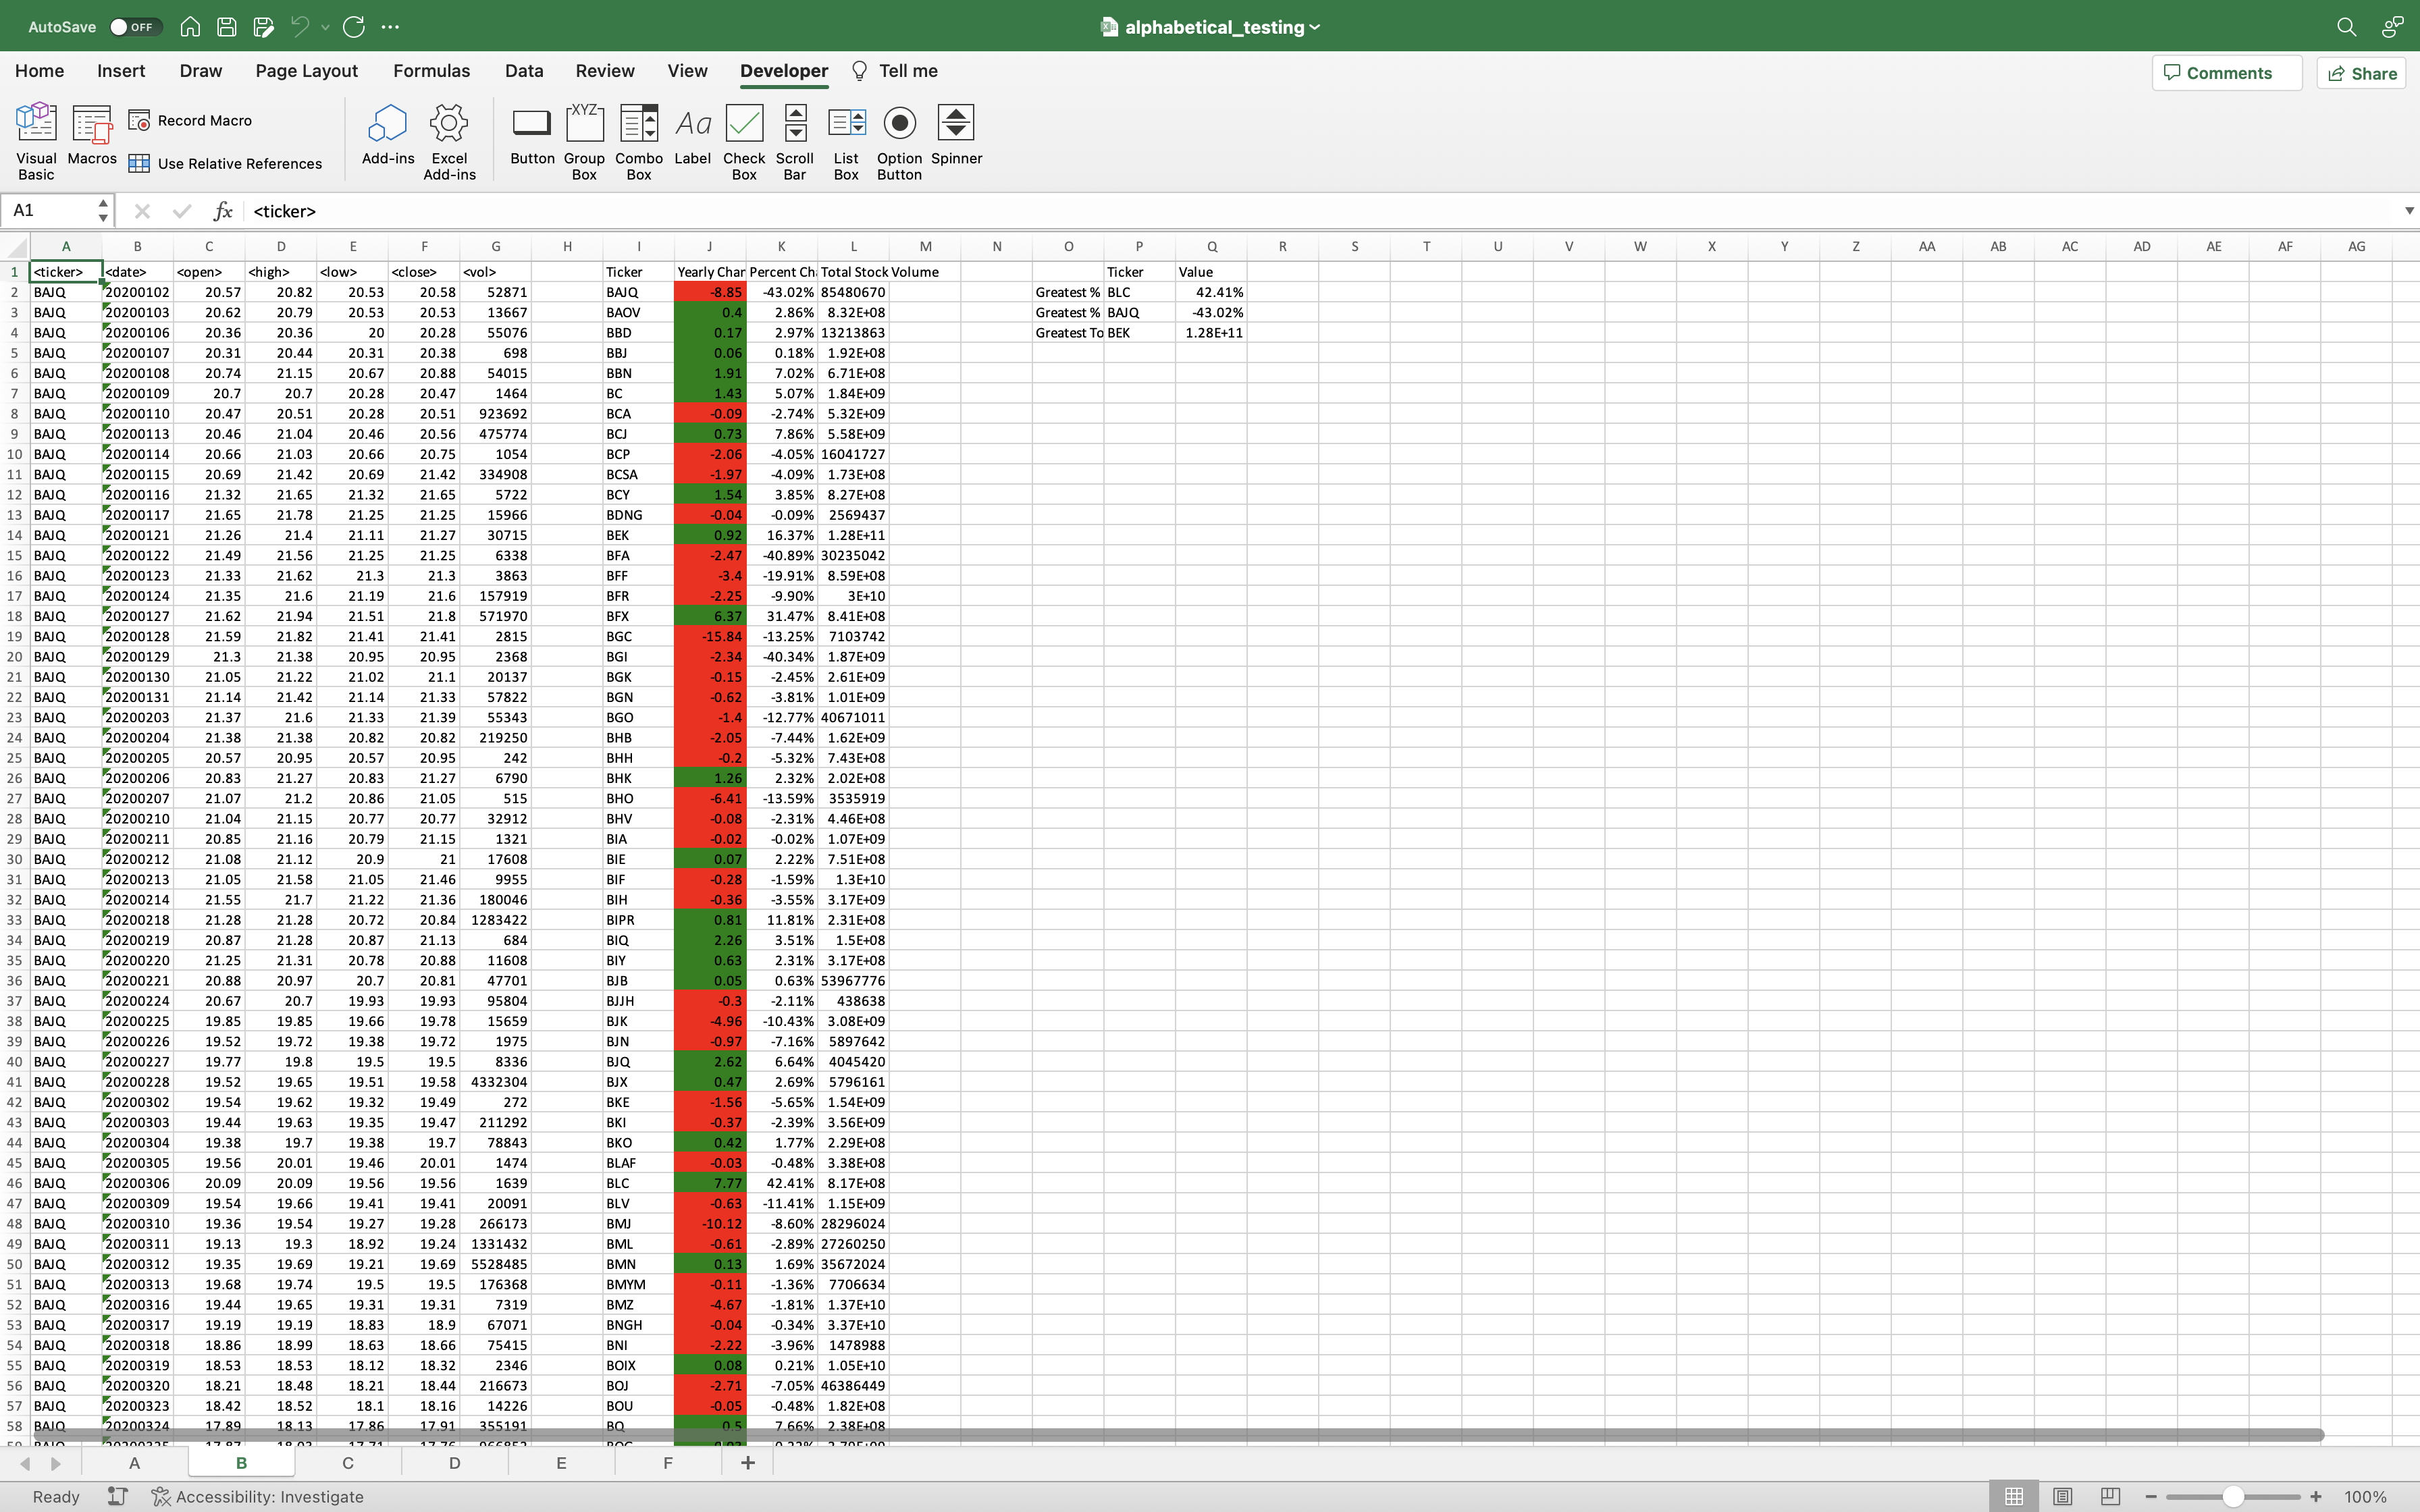 AutoSave OFF alphabetical_testing
Home Insert Draw Page Layout Formulas Data Review View Developer Tell me Comments Share
Visual Basic Macros Record Macro Use Relative References Add-ins Excel Add-ins Button XYZ Group Box Combo Box Aa Label Check Box Scroll Bar List Box Option Button Spinner
A1 fx <ticker>
A B C D E F G H I J K L M N O P Q R S T U V W X Y Z AA AB AC AD AE AF AG
1 <ticker> <date> <open> <high> <low> <close> <vol> Ticker Yearly Char Percent Ch Total Stock Volume Ticker Value
2 BAJQ 20200102 20.57 20.82 20.53 20.58 52871 BAJQ -8.85 -43.02% 85480670 Greatest % BLC 42.41%
3 BAJQ 20200103 20.62 20.79 20.53 20.53 13667 BAOV 0.4 2.86% 8.32E+08 Greatest % BAJQ -43.02%
4 BAJQ 20200106 20.36 20.36 20 20.28 55076 BBD 0.17 2.97% 13213863 Greatest To BEK 1.28E+11
5 BAJQ 20200107 20.31 20.44 20.31 20.38 698 BBJ 0.06 0.18% 1.92E+08
6 BAJQ 20200108 20.74 21.15 20.67 20.88 54015 BBN 1.91 7.02% 6.71E+08
7 BAJQ 20200109 20.7 20.7 20.28 20.47 1464 BC 1.43 5.07% 1.84E+09
8 BAJQ 20200110 20.47 20.51 20.28 20.51 923692 BCA -0.09 -2.74% 5.32E+09
9 BAJQ 20200113 20.46 21.04 20.46 20.56 475774 BCJ 0.73 7.86% 5.58E+09
10 BAJQ 20200114 20.66 21.03 20.66 20.75 1054 BCP -2.06 -4.05% 16041727
11 BAJQ 20200115 20.69 21.42 20.69 21.42 334908 BCSA -1.97 -4.09% 1.73E+08
12 BAJQ 20200116 21.32 21.65 21.32 21.65 5722 BCY 1.54 3.85% 8.27E+08
13 BAJQ 20200117 21.65 21.78 21.25 21.25 15966 BDNG -0.04 -0.09% 2569437
14 BAJQ 20200121 21.26 21.4 21.11 21.27 30715 BEK 0.92 16.37% 1.28E+11
15 BAJQ 20200122 21.49 21.56 21.25 21.25 6338 BFA -2.47 -40.89% 30235042
16 BAJQ 20200123 21.33 21.62 21.3 21.3 3863 BFF -3.4 -19.91% 8.59E+08
17 BAJQ 20200124 21.35 21.6 21.19 21.6 157919 BFR -2.25 -9.90% 3E+10
18 BAJQ 20200127 21.62 21.94 21.51 21.8 571970 BFX 6.37 31.47% 8.41E+08
19 BAJQ 20200128 21.59 21.82 21.41 21.41 2815 BGC -15.84 -13.25% 7103742
20 BAJQ 20200129 21.3 21.38 20.95 20.95 2368 BGI -2.34 -40.34% 1.87E+09
21 BAJQ 20200130 21.05 21.22 21.02 21.1 20137 BGK -0.15 -2.45% 2.61E+09
22 BAJQ 20200131 21.14 21.42 21.14 21.33 57822 BGN -0.62 -3.81% 1.01E+09
23 BAJQ 20200203 21.37 21.6 21.33 21.39 55343 BGO -1.4 -12.77% 40671011
24 BAJQ 20200204 21.38 21.38 20.82 20.82 219250 BHB -2.05 -7.44% 1.62E+09
25 BAJQ 20200205 20.57 20.95 20.57 20.95 242 BHH -0.2 -5.32% 7.43E+08
26 BAJQ 20200206 20.83 21.27 20.83 21.27 6790 BHK 1.26 2.32% 2.02E+08
27 BAJQ 20200207 21.07 21.2 20.86 21.05 515 BHO -6.41 -13.59% 3535919
28 BAJQ 20200210 21.04 21.15 20.77 20.77 32912 BHV -0.08 -2.31% 4.46E+08
29 BAJQ 20200211 20.85 21.16 20.79 21.15 1321 BIA -0.02 -0.02% 1.07E+09
30 BAJQ 20200212 21.08 21.12 20.9 21 17608 BIE 0.07 2.22% 7.51E+08
31 BAJQ 20200213 21.05 21.58 21.05 21.46 9955 BIF -0.28 -1.59% 1.3E+10
32 BAJQ 20200214 21.55 21.7 21.22 21.36 180046 BIH -0.36 -3.55% 3.17E+09
33 BAJQ 20200218 21.28 21.28 20.72 20.84 1283422 BIPR 0.81 11.81% 2.31E+08
34 BAJQ 20200219 20.87 21.28 20.87 21.13 684 BIQ 2.26 3.51% 1.5E+08
35 BAJQ 20200220 21.25 21.31 20.78 20.88 11608 BIY 0.63 2.31% 3.17E+08
36 BAJQ 20200221 20.88 20.97 20.7 20.81 47701 BJB 0.05 0.63% 53967776
37 BAJQ 20200224 20.67 20.7 19.93 19.93 95804 BJJH -0.3 -2.11% 438638
38 BAJQ 20200225 19.85 19.85 19.66 19.78 15659 BJK -4.96 -10.43% 3.08E+09
39 BAJQ 20200226 19.52 19.72 19.38 19.72 1975 BJN -0.97 -7.16% 5897642
40 BAJQ 20200227 19.77 19.8 19.5 19.5 8336 BJQ 2.62 6.64% 4045420
41 BAJQ 20200228 19.52 19.65 19.51 19.58 4332304 BJX 0.47 2.69% 5796161
42 BAJQ 20200302 19.54 19.62 19.32 19.49 272 BKE -1.56 -5.65% 1.54E+09
43 BAJQ 20200303 19.44 19.63 19.35 19.47 211292 BKI -0.37 -2.39% 3.56E+09
44 BAJQ 20200304 19.38 19.7 19.38 19.7 78843 BKO 0.42 1.77% 2.29E+08
45 BAJQ 20200305 19.56 20.01 19.46 20.01 1474 BLAF -0.03 -0.48% 3.38E+08
46 BAJQ 20200306 20.09 20.09 19.56 19.56 1639 BLC 7.77 42.41% 8.17E+08
47 BAJQ 20200309 19.54 19.66 19.41 19.41 20091 BLV -0.63 -11.41% 1.15E+09
48 BAJQ 20200310 19.36 19.54 19.27 19.28 266173 BMJ -10.12 -8.60% 28296024
49 BAJQ 20200311 19.13 19.3 18.92 19.24 1331432 BML -0.61 -2.89% 27260250
50 BAJQ 20200312 19.35 19.69 19.21 19.69 5528485 BMN 0.13 1.69% 35672024
51 BAJQ 20200313 19.68 19.74 19.5 19.5 176368 BMYM -0.11 -1.36% 7706634
52 BAJQ 20200316 19.44 19.65 19.31 19.31 7319 BMZ -4.67 -1.81% 1.37E+10
53 BAJQ 20200317 19.19 19.19 18.83 18.9 67071 BNGH -0.04 -0.34% 3.37E+10
54 BAJQ 20200318 18.86 18.99 18.63 18.66 75415 BNI -2.22 -3.96% 1478988
55 BAJQ 20200319 18.53 18.53 18.12 18.32 2346 BOIX 0.08 0.21% 1.05E+10
56 BAJQ 20200320 18.21 18.48 18.21 18.44 216673 BOJ -2.71 -7.05% 46386449
57 BAJQ 20200323 18.42 18.52 18.1 18.16 14226 BOU -0.05 -0.48% 1.82E+08
58 BAJQ 20200324 17.89 18.13 17.86 17.91 355191 BQ 0.5 7.66% 2.38E+08
A B C D E F +
Ready Accessibility: Investigate 100%